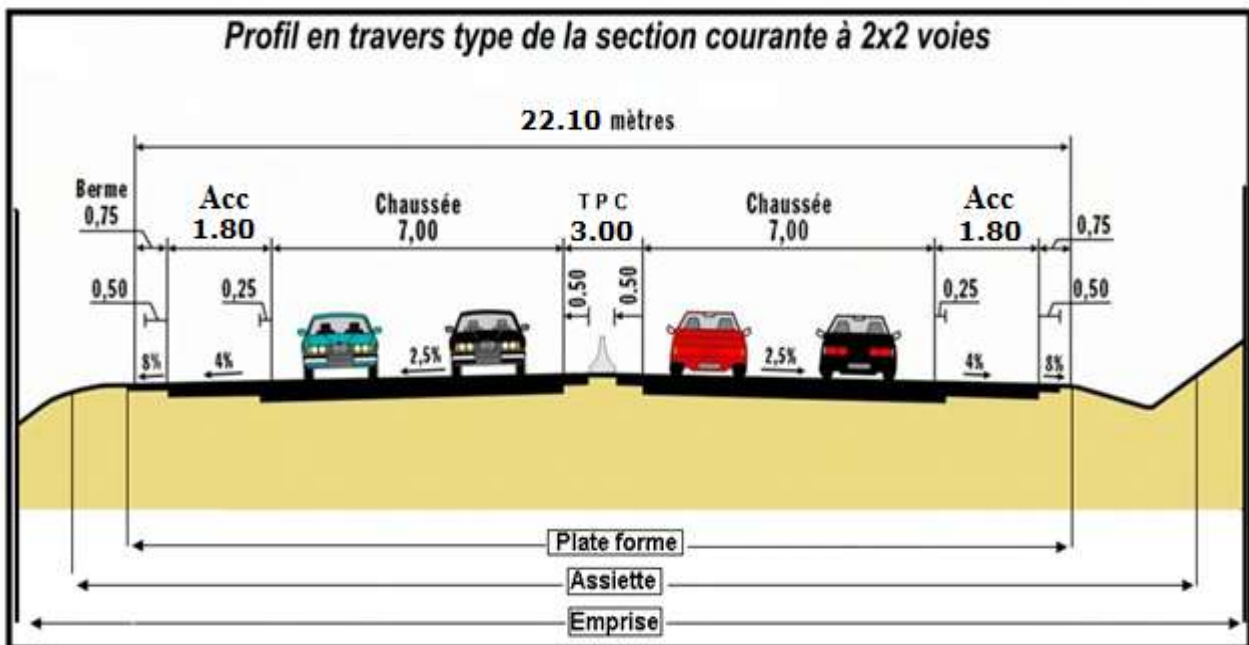 Profil en travers type de la section courante à 2x2 voies
22.10 mètres
Berme
0,75
Acc
1.80
Chaussée
7,00
T P C
3.00
Chaussée
7,00
Acc
1.80
0,75
0,50
0,25
0.50
0.50
0,25
0,50
8%
4%
2,5%
2,5%
4%
8%
Plate forme
Assiette
Emprise